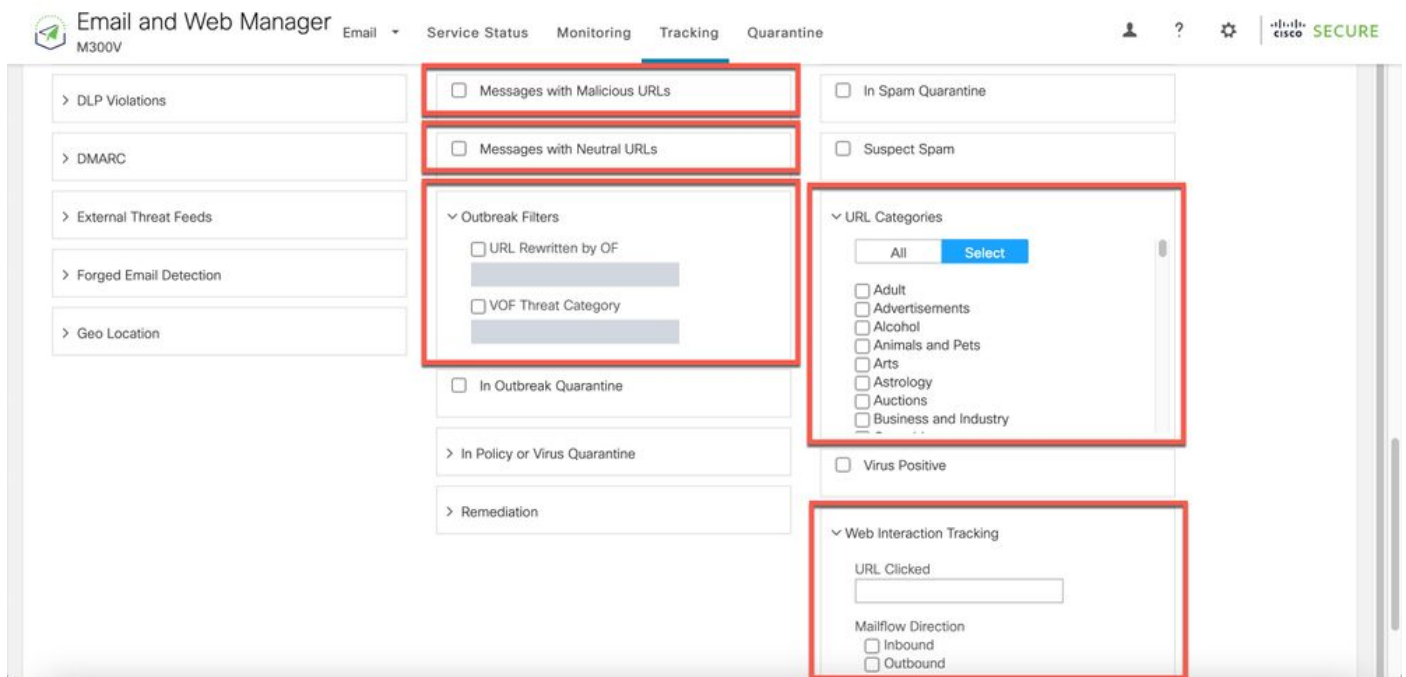 Email and Web Manager
M300V
Email
Service Status
Monitoring
Tracking
Quarantine
?
cisco SECURE
DLP Violations
DMARC
External Threat Feeds
Forged Email Detection
Geo Location
Messages with Malicious URLs
Messages with Neutral URLs
Outbreak Filters
URL Rewritten by OF
VOF Threat Category
In Outbreak Quarantine
In Policy or Virus Quarantine
Remediation
In Spam Quarantine
Suspect Spam
URL Categories
All
Select
Adult
Advertisements
Alcohol
Animals and Pets
Arts
Astrology
Auctions
Business and Industry
Virus Positive
Web Interaction Tracking
URL Clicked
Mailflow Direction
Inbound
Outbound